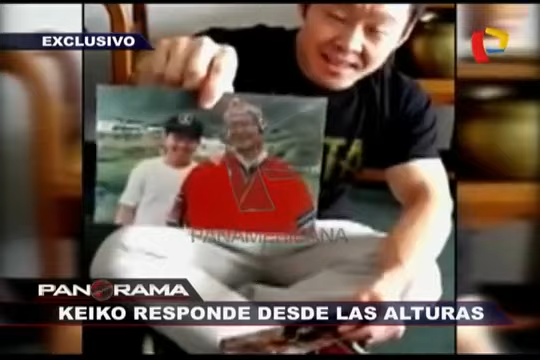 EXCLUSIVO
PANAMERICANA
PANORAMA
KEIKO RESPONDE DESDE LAS ALTURAS